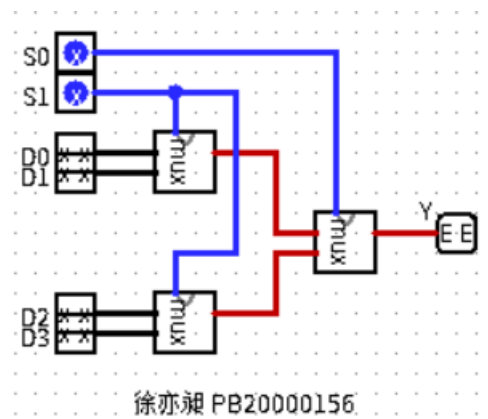 S0
x
S1
x
D0
x x
D1
x x
mux
Y
mux
E E
D2
x x
D3
x x
mux
徐亦昶 PB20000156